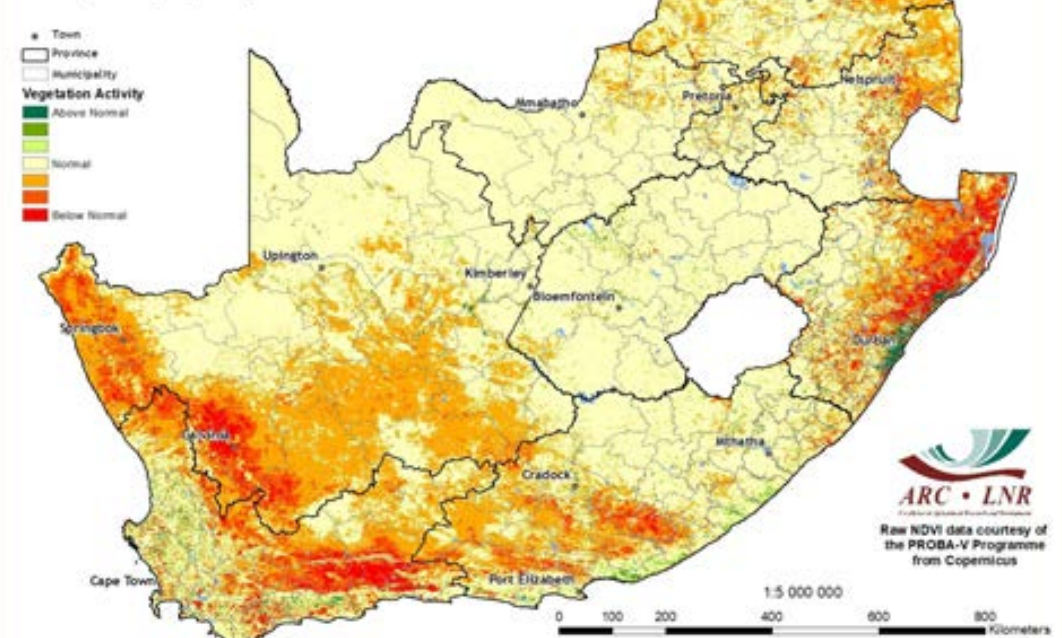 Town
Province
Municipality
Vegetation Activity
Above Normal
Normal
Below Normal
Nelspruit
Pretoria
Mmabatho
Upington
Kimberley
Bloemfontein
Springbok
Durban
Calvinia
Mthatha
Cradock
Cape Town
Port Elizabeth
ARC • LNR
Raw NDVI data courtesy of
the PROBA-V Programme
from Copernicus
1:5 000 000
0 100 200 400 600 800
Kilometers